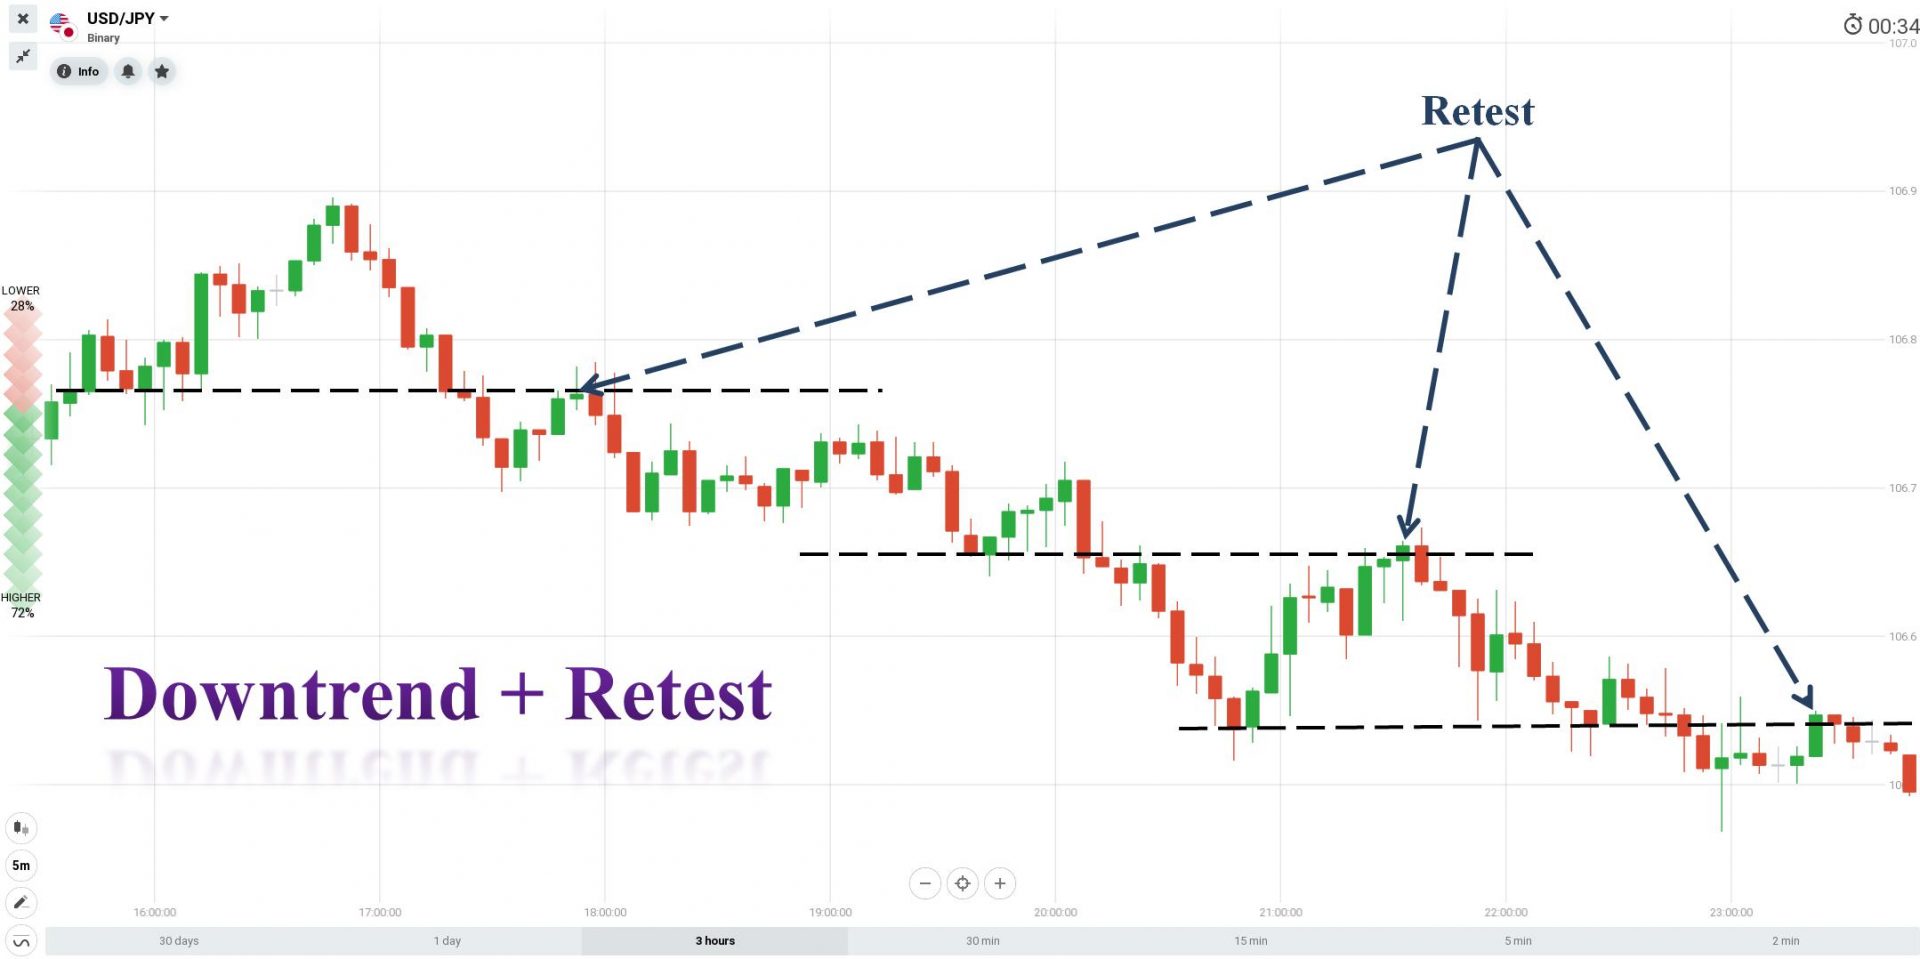 USD/JPY
Binary
Info
00:34
107.0
Retest
106.9
LOWER
28%
106.8
106.7
HIGHER
72%
106.6
Downtrend + Retest
5m
16:00:00 17:00:00 18:00:00 19:00:00 20:00:00 21:00:00 22:00:00 23:00:00
30 days 1 day 3 hours 30 min 15 min 5 min 2 min